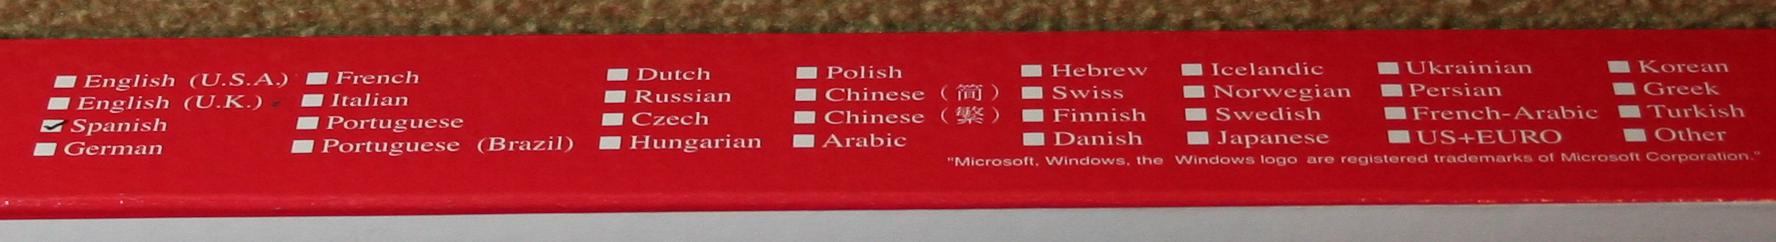 English (U.S.A.) French Dutch Polish Hebrew Icelandic Ukrainian Korean
English (U.K.) Italian Russian Chinese (简) Swiss Norwegian Persian Greek
Spanish Portuguese Czech Chinese (繁) Finnish Swedish French-Arabic Turkish
German Portuguese (Brazil) Hungarian Arabic Danish Japanese US+EURO Other
"Microsoft, Windows, the Windows logo are registered trademarks of Microsoft Corporation."